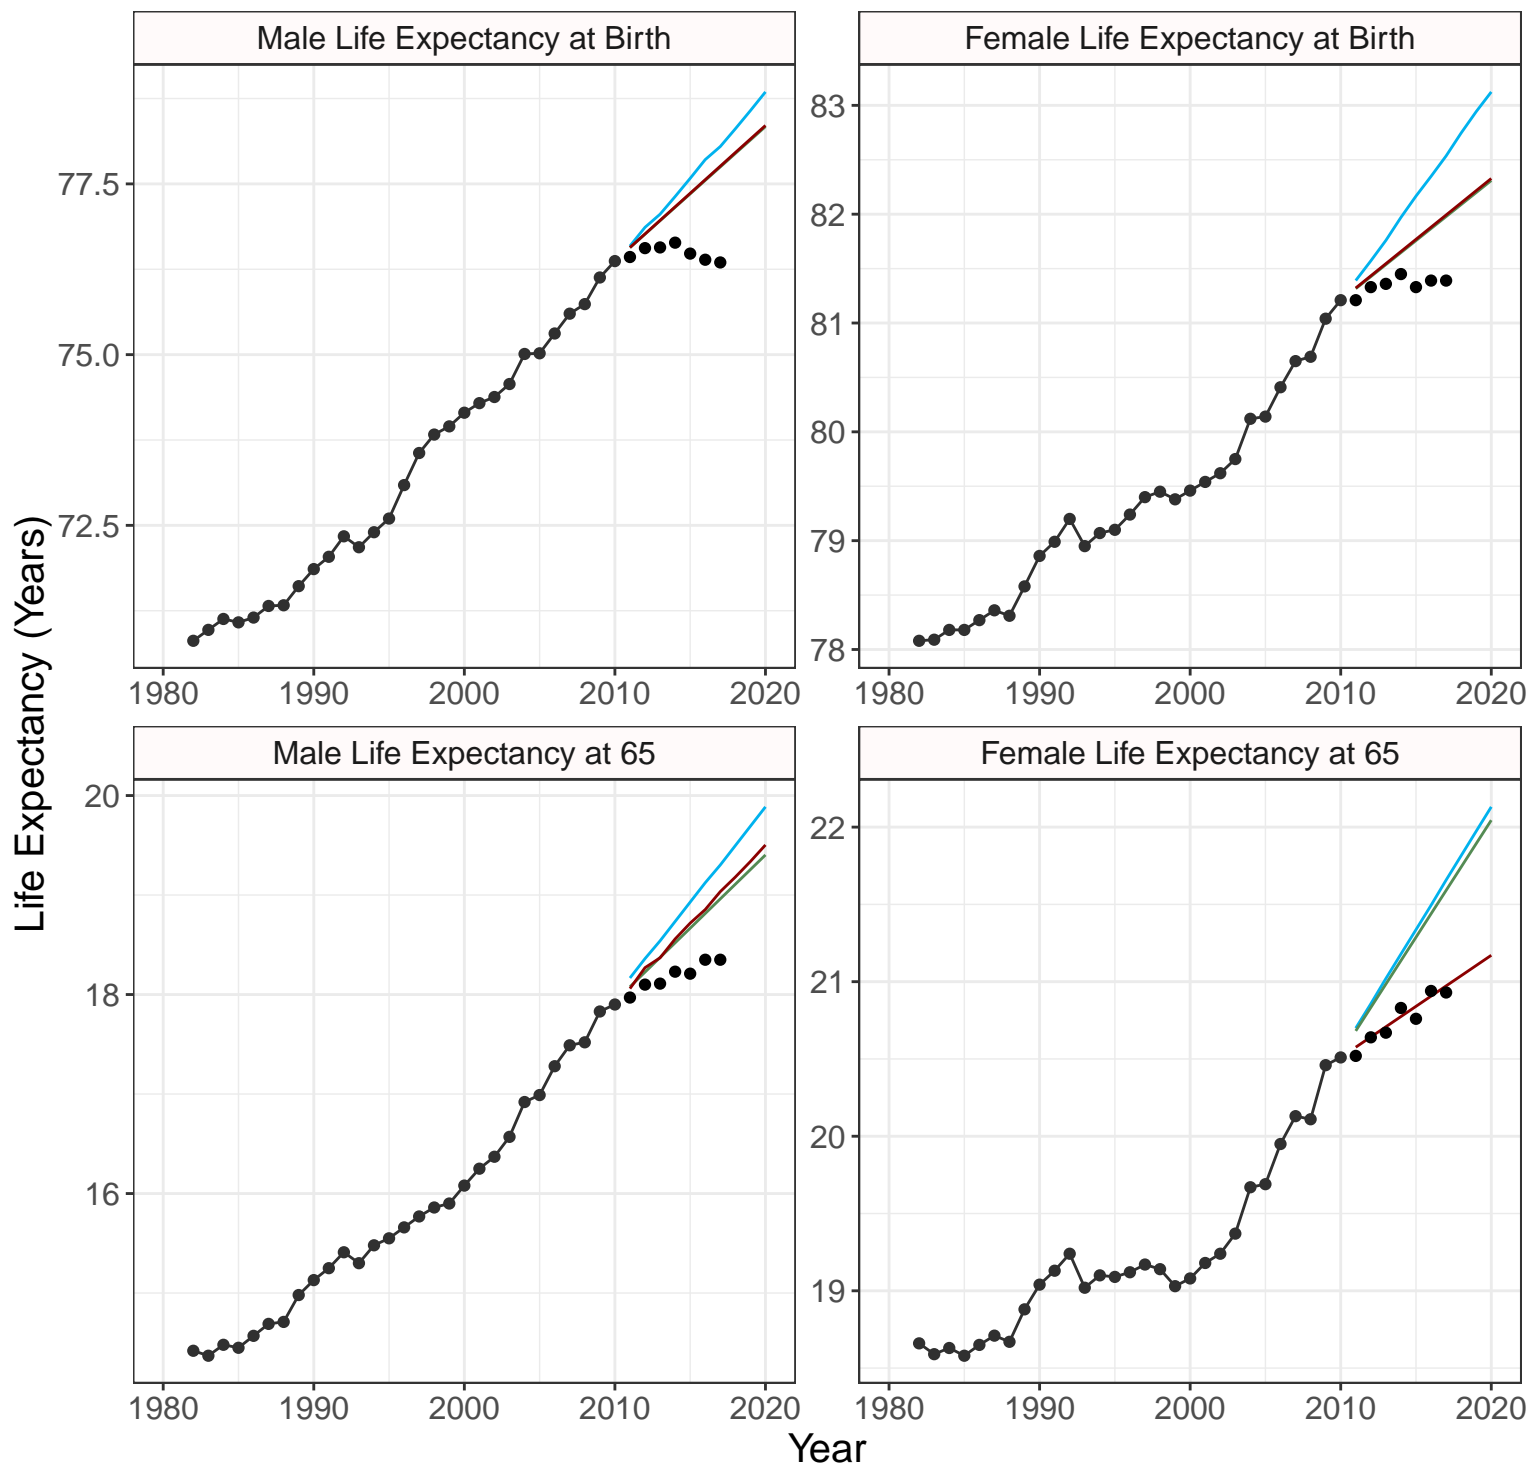 Male Life Expectancy at Birth
Female Life Expectancy at Birth
77.5
75.0
72.5
83
82
81
80
79
78
1980 1990 2000 2010 2020
1980 1990 2000 2010 2020
Life Expectancy (Years)
Male Life Expectancy at 65
Female Life Expectancy at 65
20
18
16
22
21
20
19
1980 1990 2000 2010 2020
1980 1990 2000 2010 2020
Year